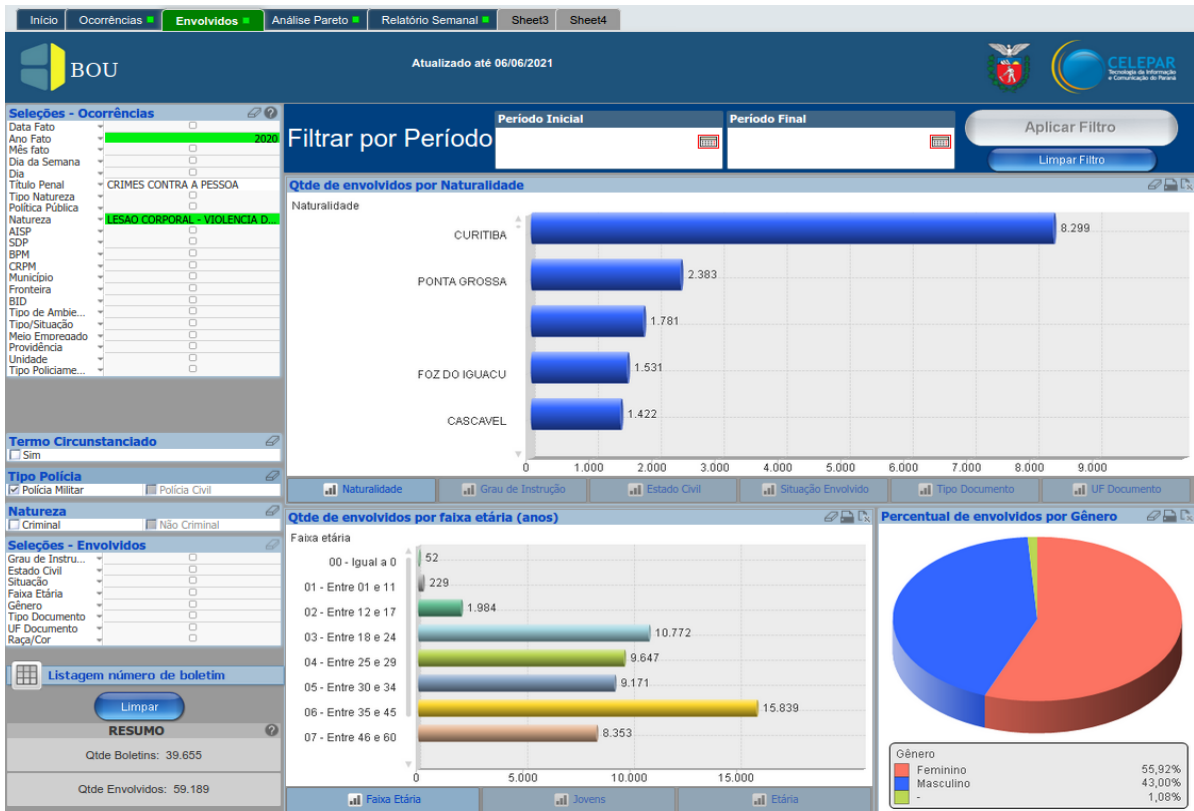 Início Ocorrências Envolvidos Análise Pareto Relatório Semanal Sheet3 Sheet4
BOU
Atualizado até 06/06/2021
CELEPAR
Tecnologia da Informação
e Comunicação do Paraná
Seleções - Ocorrências
Data Fato
Ano Fato 2020
Mês fato
Dia da Semana
Dia
Título Penal CRIMES CONTRA A PESSOA
Tipo Natureza
Política Pública
Natureza LESAO CORPORAL - VIOLENCIA D...
AISP
SDP
BPM
CRPM
Município
Fronteira
BID
Tipo de Ambie...
Tipo/Situação
Meio Empregado
Providência
Unidade
Tipo Policiame...
Termo Circunstanciado
Sim
Tipo Polícia
Polícia Militar Polícia Civil
Natureza
Criminal Não Criminal
Seleções - Envolvidos
Grau de Instru...
Estado Civil
Situação
Faixa Etária
Gênero
Tipo Documento
UF Documento
Raça/Cor
Listagem número de boletim
Limpar
RESUMO
Qtde Boletins: 39.655
Qtde Envolvidos: 59.189
Filtrar por Período
Período Inicial
Período Final
Aplicar Filtro
Limpar Filtro
Qtde de envolvidos por Naturalidade
Naturalidade
CURITIBA 8.299
PONTA GROSSA 2.383
1.781
FOZ DO IGUACU 1.531
CASCAVEL 1.422
0 1.000 2.000 3.000 4.000 5.000 6.000 7.000 8.000 9.000
Naturalidade Grau de Instrução Estado Civil Situação Envolvido Tipo Documento UF Documento
Qtde de envolvidos por faixa etária (anos)
Faixa etária
00 - Igual a 0 52
01 - Entre 01 e 11 229
02 - Entre 12 e 17 1.984
03 - Entre 18 e 24 10.772
04 - Entre 25 e 29 9.647
05 - Entre 30 e 34 9.171
06 - Entre 35 e 45 15.839
07 - Entre 46 e 60 8.353
0 5.000 10.000 15.000
Faixa Etária Jovens Etária
Percentual de envolvidos por Gênero
Gênero
Feminino 55,92%
Masculino 43,00%
- 1,08%